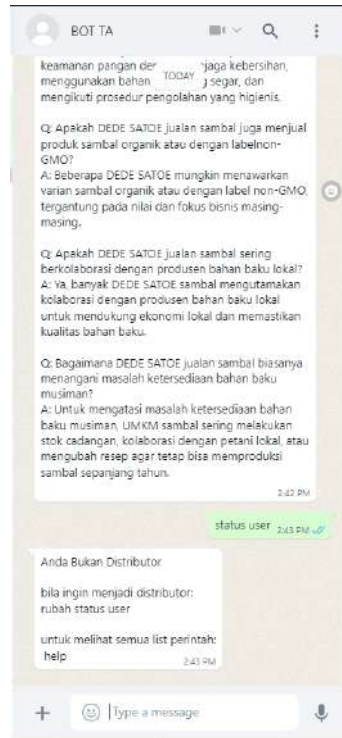 BOT TA
keamanan pangan der jaga kebersihan,
TODAY
menggunakan bahan g segar, dan
mengikuti prosedur pengolahan yang higienis.
Q: Apakah DEDE SATOE jualan sambal juga menjual
produk sambal organik atau dengan labelnon-
GMO?
A: Beberapa DEDE SATOE mungkin menawarkan
varian sambal organik atau dengan label non-GMO,
tergantung pada nilai dan fokus bisnis masing-
masing.
Q: Apakah DEDE SATOE jualan sambal sering
berkolaborasi dengan produsen bahan baku lokal?
A: Ya, banyak DEDE SATOE sambal mengutamakan
kolaborasi dengan produsen bahan baku lokal
untuk mendukung ekonomi lokal dan memastikan
kualitas bahan baku.
Q: Bagaimana DEDE SATOE jualan sambal biasanya
menangani masalah ketersediaan bahan baku
musiman?
A: Untuk mengatasi masalah ketersediaan bahan
baku musiman, UMKM sambal sering melakukan
stok cadangan, kolaborasi dengan petani lokal, atau
mengubah resep agar tetap bisa memproduksi
sambal sepanjang tahun.
2:42 PM
status user 2:43 PM
Anda Bukan Distributor
bila ingin menjadi distributor:
rubah status user
untuk melihat semua list perintah:
help
2:43 PM
Type a message